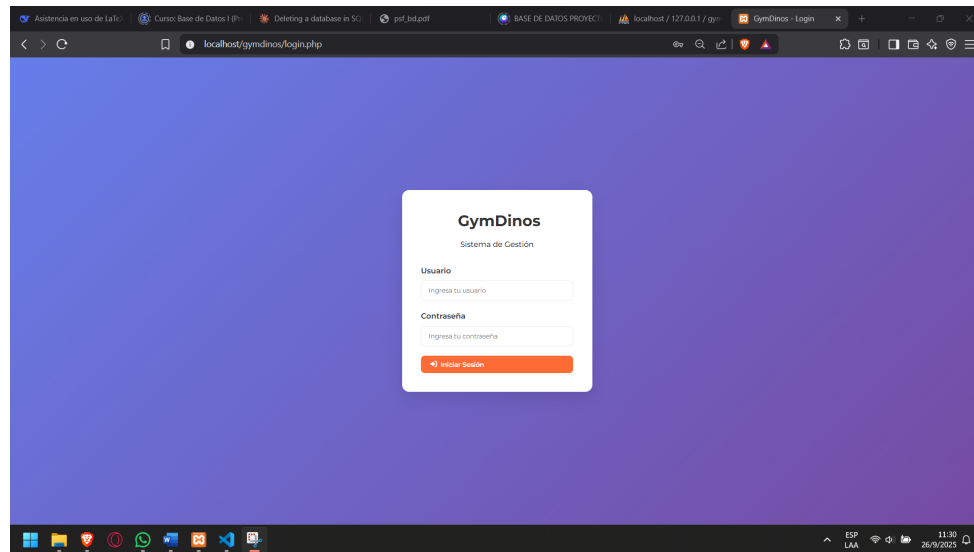 Asistencia en uso de LaTeX
Curso: Base de Datos I (Pr
Deleting a database in SQ
psf_bd.pdf
BASE DE DATOS PROYECT
localhost / 127.0.0.1 / gym
GymDinos - Login
localhost/gymdinos/login.php
GymDinos
Sistema de Gestión
Usuario
Ingresa tu usuario
Contraseña
Ingresa tu contraseña
Iniciar Sesión
ESP
LAA
11:30
26/9/2025